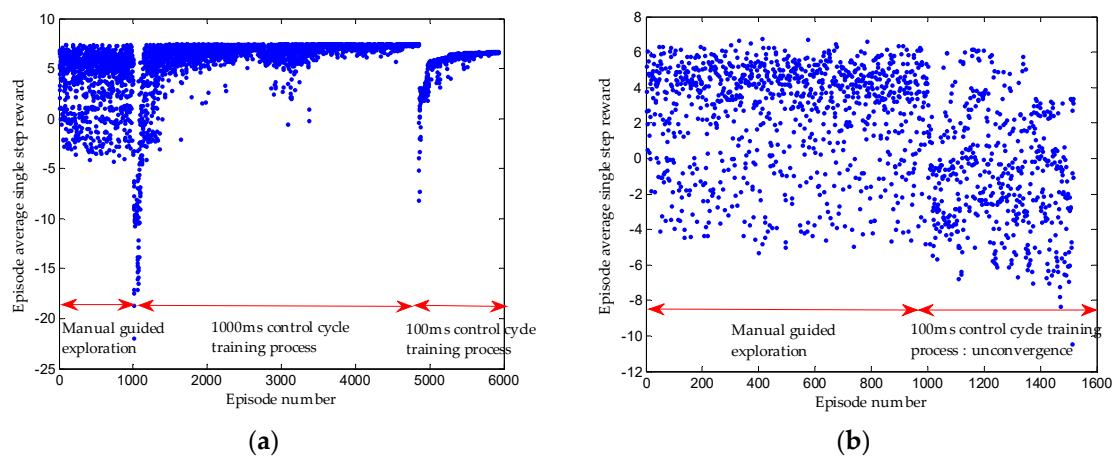 10
5
0
-5
-10
-15
-20
-25
0
1000
2000
3000
4000
5000
6000
Episode average single step reward
Episode number
Manual guided
exploration
1000ms control cycle
training process
100ms control cycle
training process
(a)
8
6
4
2
0
-2
-4
-6
-8
-10
-12
0
200
400
600
800
1000
1200
1400
1600
Episode average single step reward
Episode number
Manual guided
exploration
100ms control cycle training
process : unconvergence
(b)